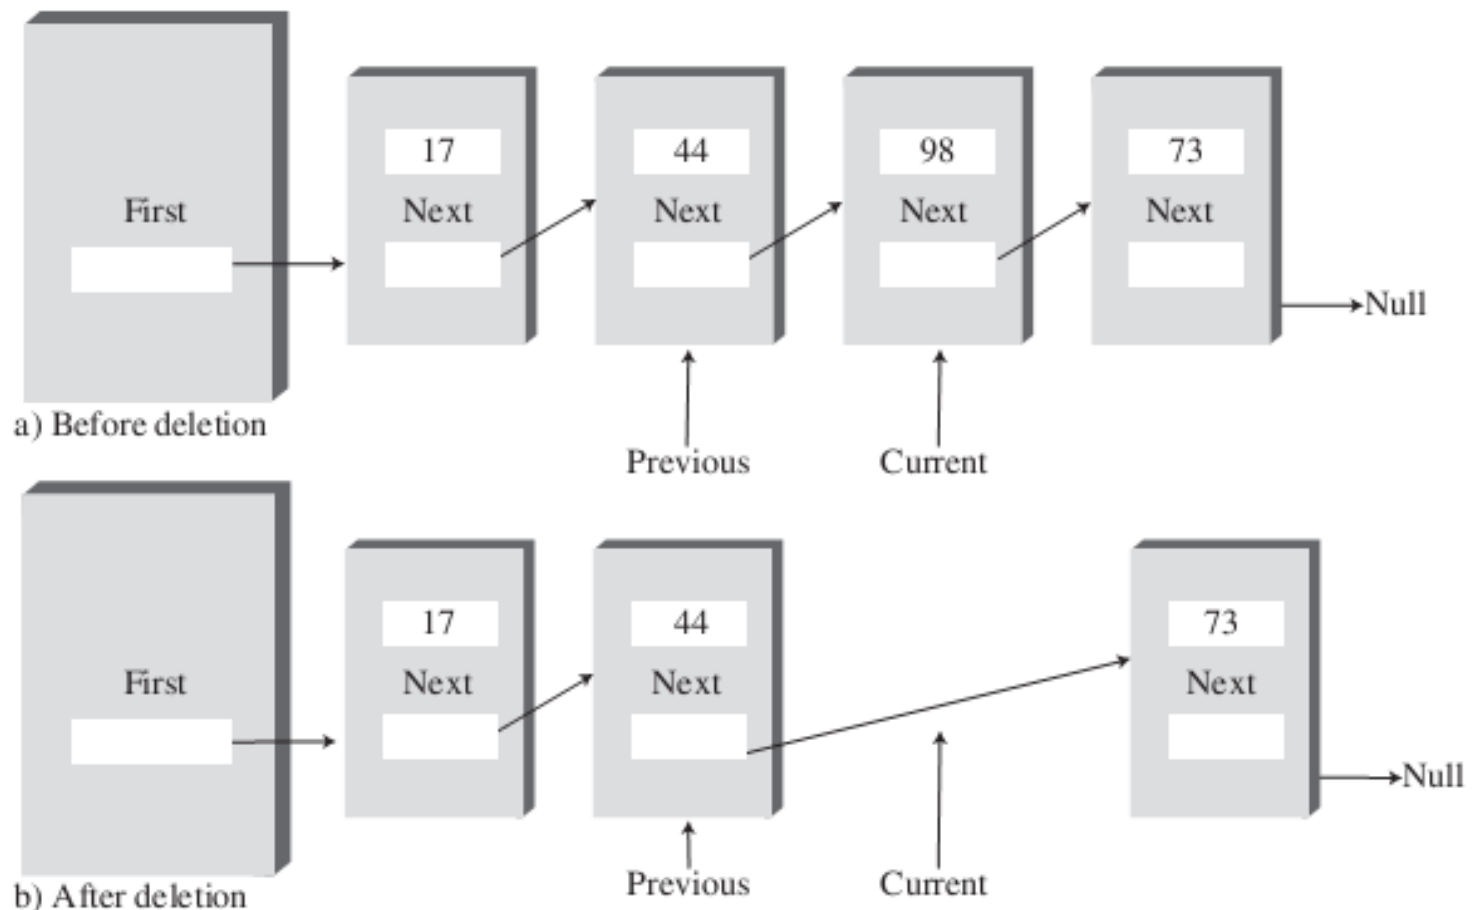 17 44 98 73
First Next Next Next Next
Null
a) Before deletion
Previous Current
17 44 73
First Next Next Next
Null
Previous Current
b) After deletion